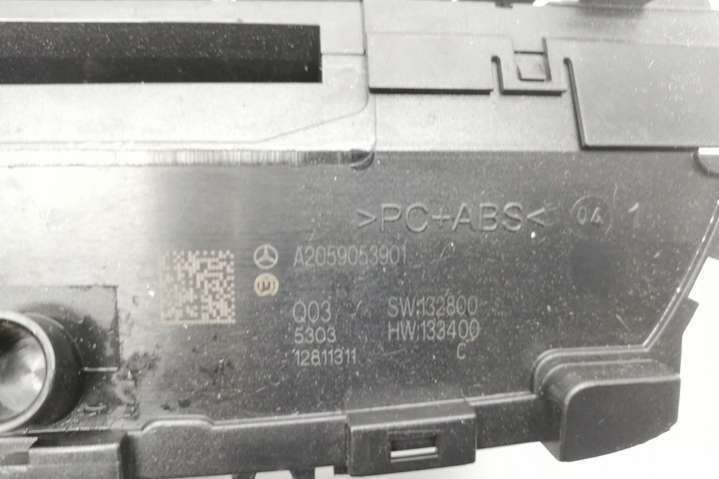 >PC+ABS< 04 1
A2059053901
Q03 SW:132800
5303 HW:133400
12811311 C